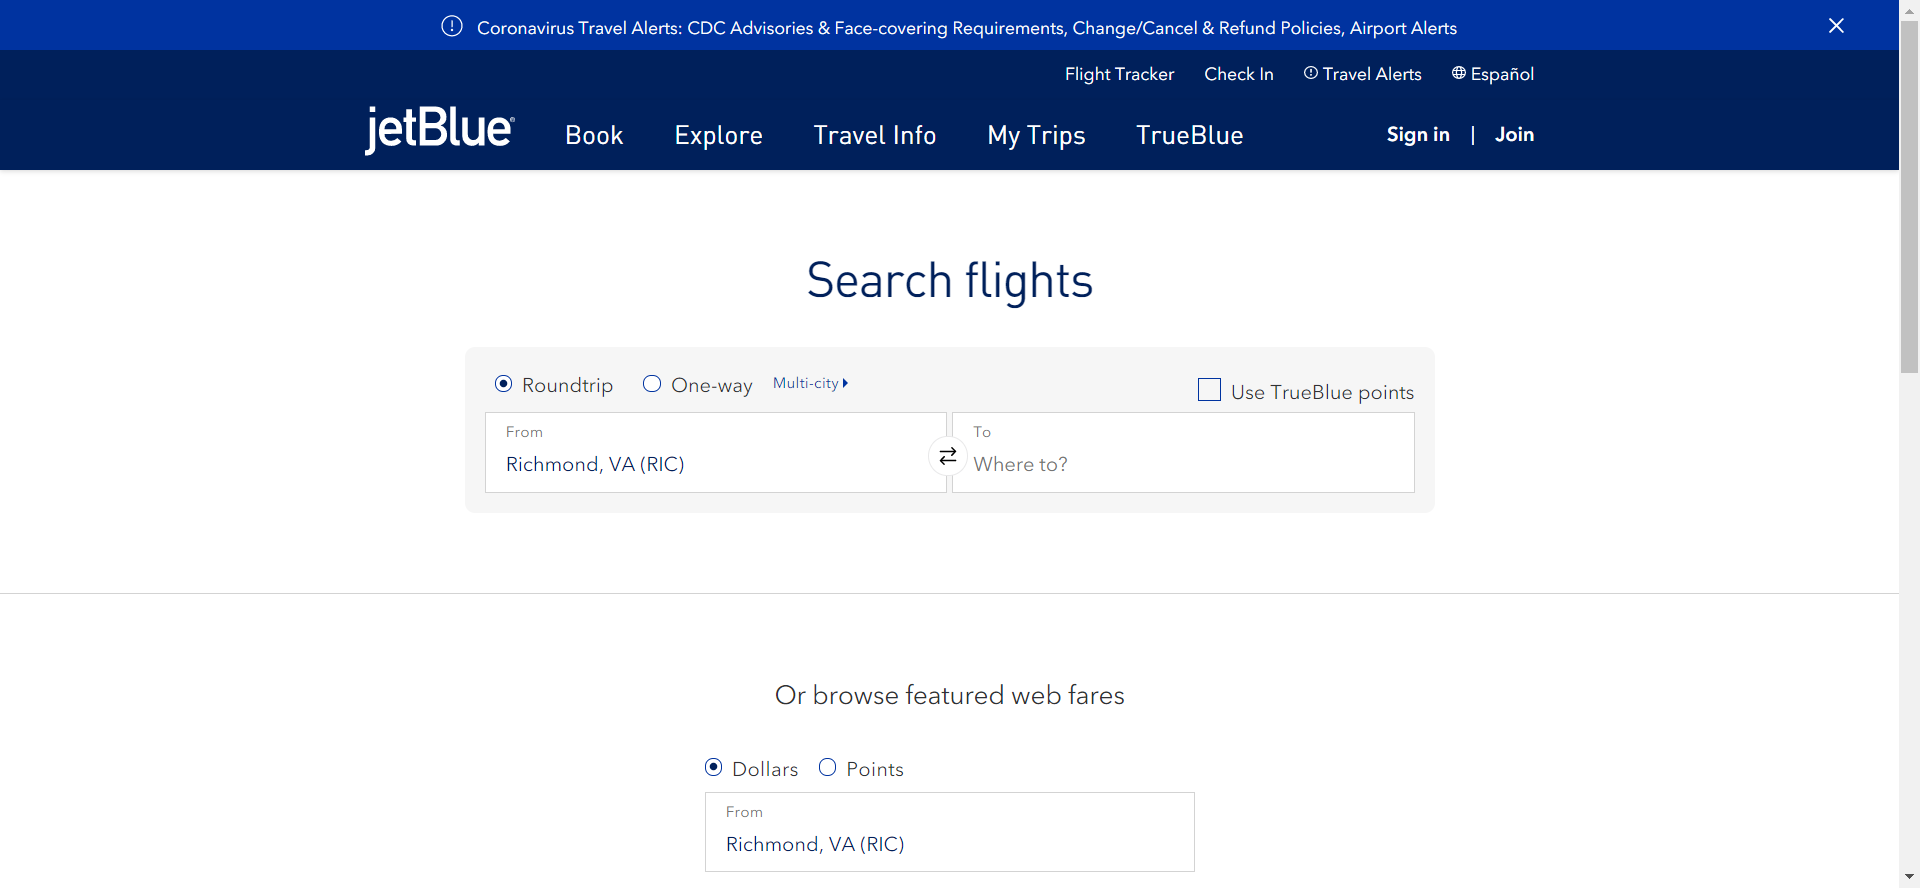 Coronavirus Travel Alerts: CDC Advisories & Face-covering Requirements, Change/Cancel & Refund Policies, Airport Alerts
Flight Tracker Check In Travel Alerts Español
jetBlue Book Explore Travel Info My Trips TrueBlue Sign in | Join
Search flights
Roundtrip One-way Multi-city Use TrueBlue points
From To
Richmond, VA (RIC) Where to?
Or browse featured web fares
Dollars Points
From
Richmond, VA (RIC)